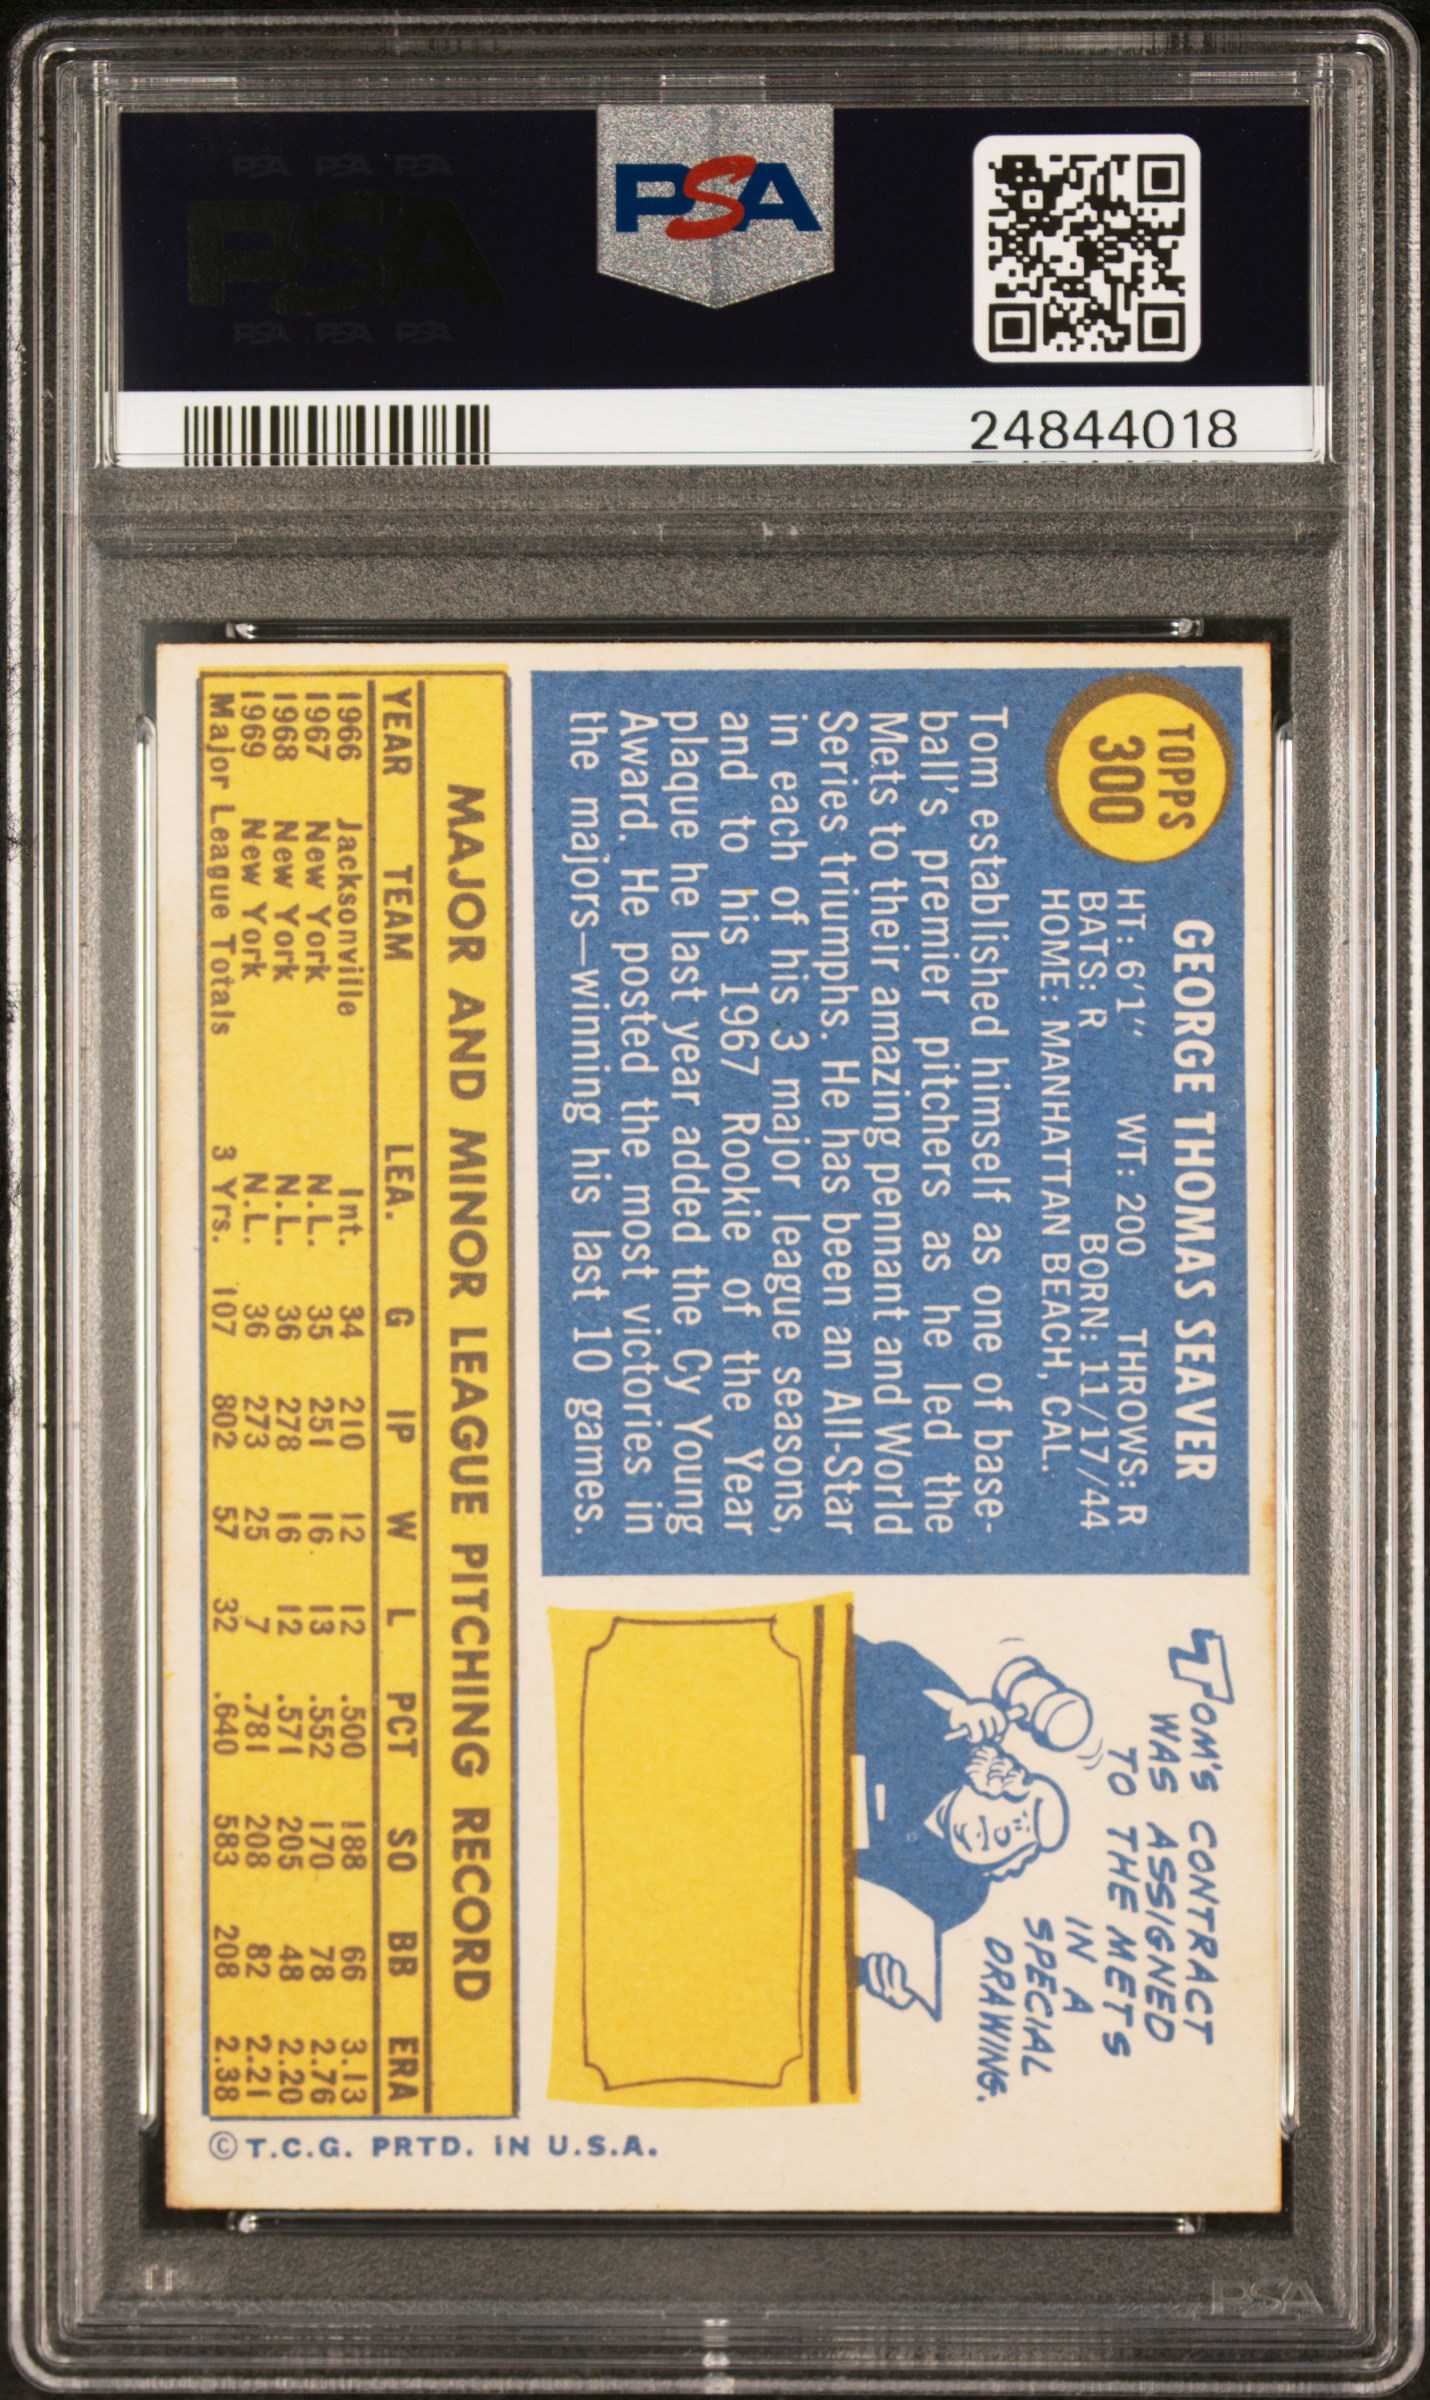 PSA PSA PSA
PSA
PSA PSA PSA
PSA
24844018
TOPPS
300
GEORGE THOMAS SEAVER
HT: 6'1" WT: 200 THROWS: R
BATS: R BORN: 11/17/44
HOME: MANHATTAN BEACH, CAL.
Tom established himself as one of base-
ball's premier pitchers as he led the
Mets to their amazing pennant and World
Series triumphs. He has been an All-Star
in each of his 3 major league seasons,
and to his 1967 Rookie of the Year
plaque he last year added the Cy Young
Award. He posted the most victories in
the majors—winning his last 10 games.
TOM'S CONTRACT
WAS ASSIGNED
TO THE METS
IN A
SPECIAL
DRAWING.
MAJOR AND MINOR LEAGUE PITCHING RECORD
YEAR TEAM LEA. G IP W L PCT SO BB ERA
1966 Jacksonville Int. 34 210 12 12 .500 188 66 3.13
1967 New York N.L. 35 251 16 13 .552 170 78 2.76
1968 New York N.L. 36 278 16 12 .571 205 48 2.20
1969 New York N.L. 36 273 25 7 .781 208 82 2.21
Major League Totals 3 Yrs. 107 802 57 32 .640 583 208 2.38
© T.C.G. PRTD. IN U.S.A.
PSA